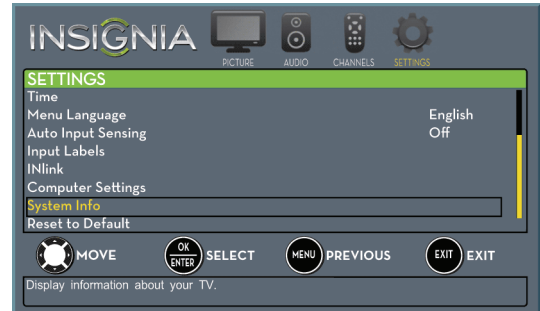 INSIGNIA
PICTURE AUDIO CHANNELS SETTINGS
SETTINGS
Time
Menu Language English
Auto Input Sensing Off
Input Labels
INlink
Computer Settings
System Info
Reset to Default
MOVE OK ENTER SELECT MENU PREVIOUS EXIT EXIT
Display information about your TV.